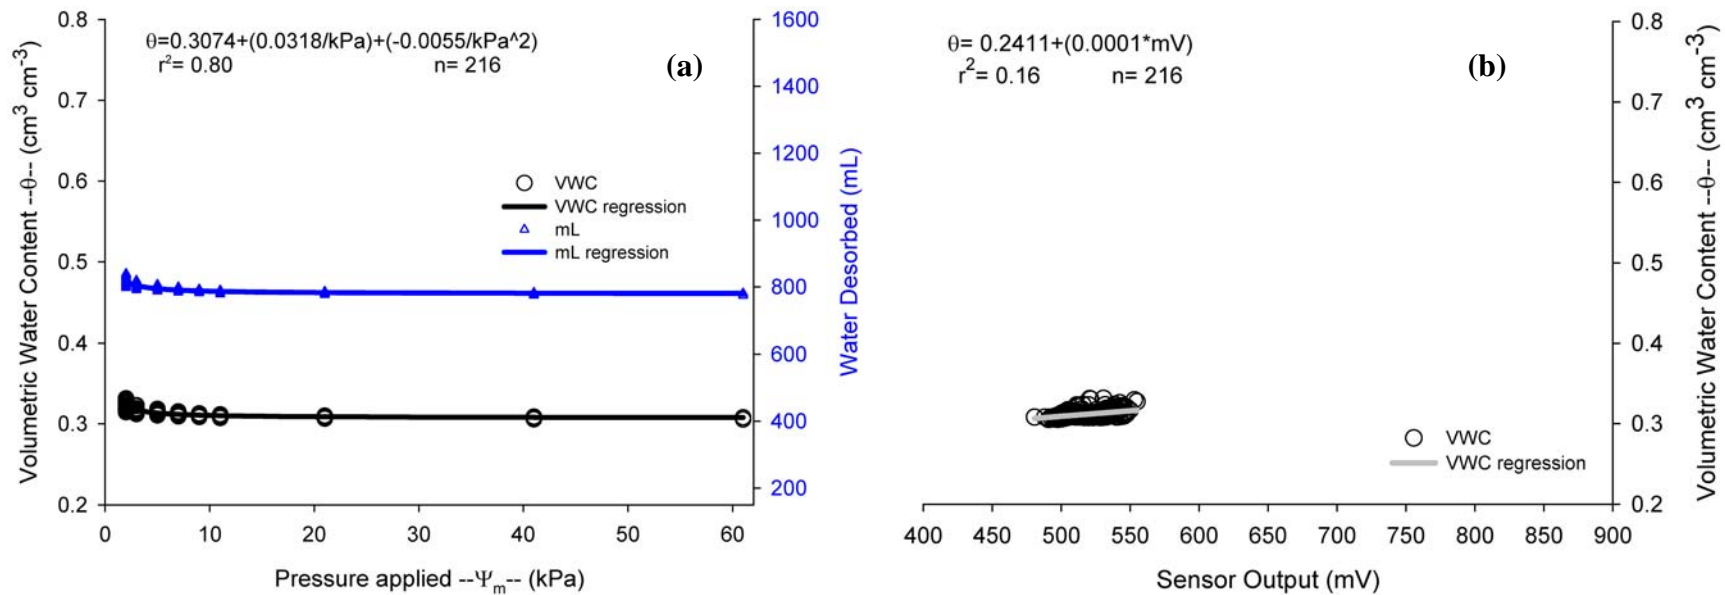 θ=0.3074+(0.0318/kPa)+(-0.0055/kPa^2)
r²= 0.80 n= 216
(a)
Volumetric Water Content --θ-- (cm³ cm⁻³)
0.8
0.7
0.6
0.5
0.4
0.3
0.2
VWC
VWC regression
mL
mL regression
1600
1400
1200
1000
800
600
400
200
Water Desorbed (mL)
0 10 20 30 40 50 60
Pressure applied --Ψm-- (kPa)
θ= 0.2411+(0.0001*mV)
r²= 0.16 n= 216
(b)
VWC
VWC regression
0.8
0.7
0.6
0.5
0.4
0.3
0.2
Volumetric Water Content --θ-- (cm³ cm⁻³)
400 450 500 550 600 650 700 750 800 850 900
Sensor Output (mV)